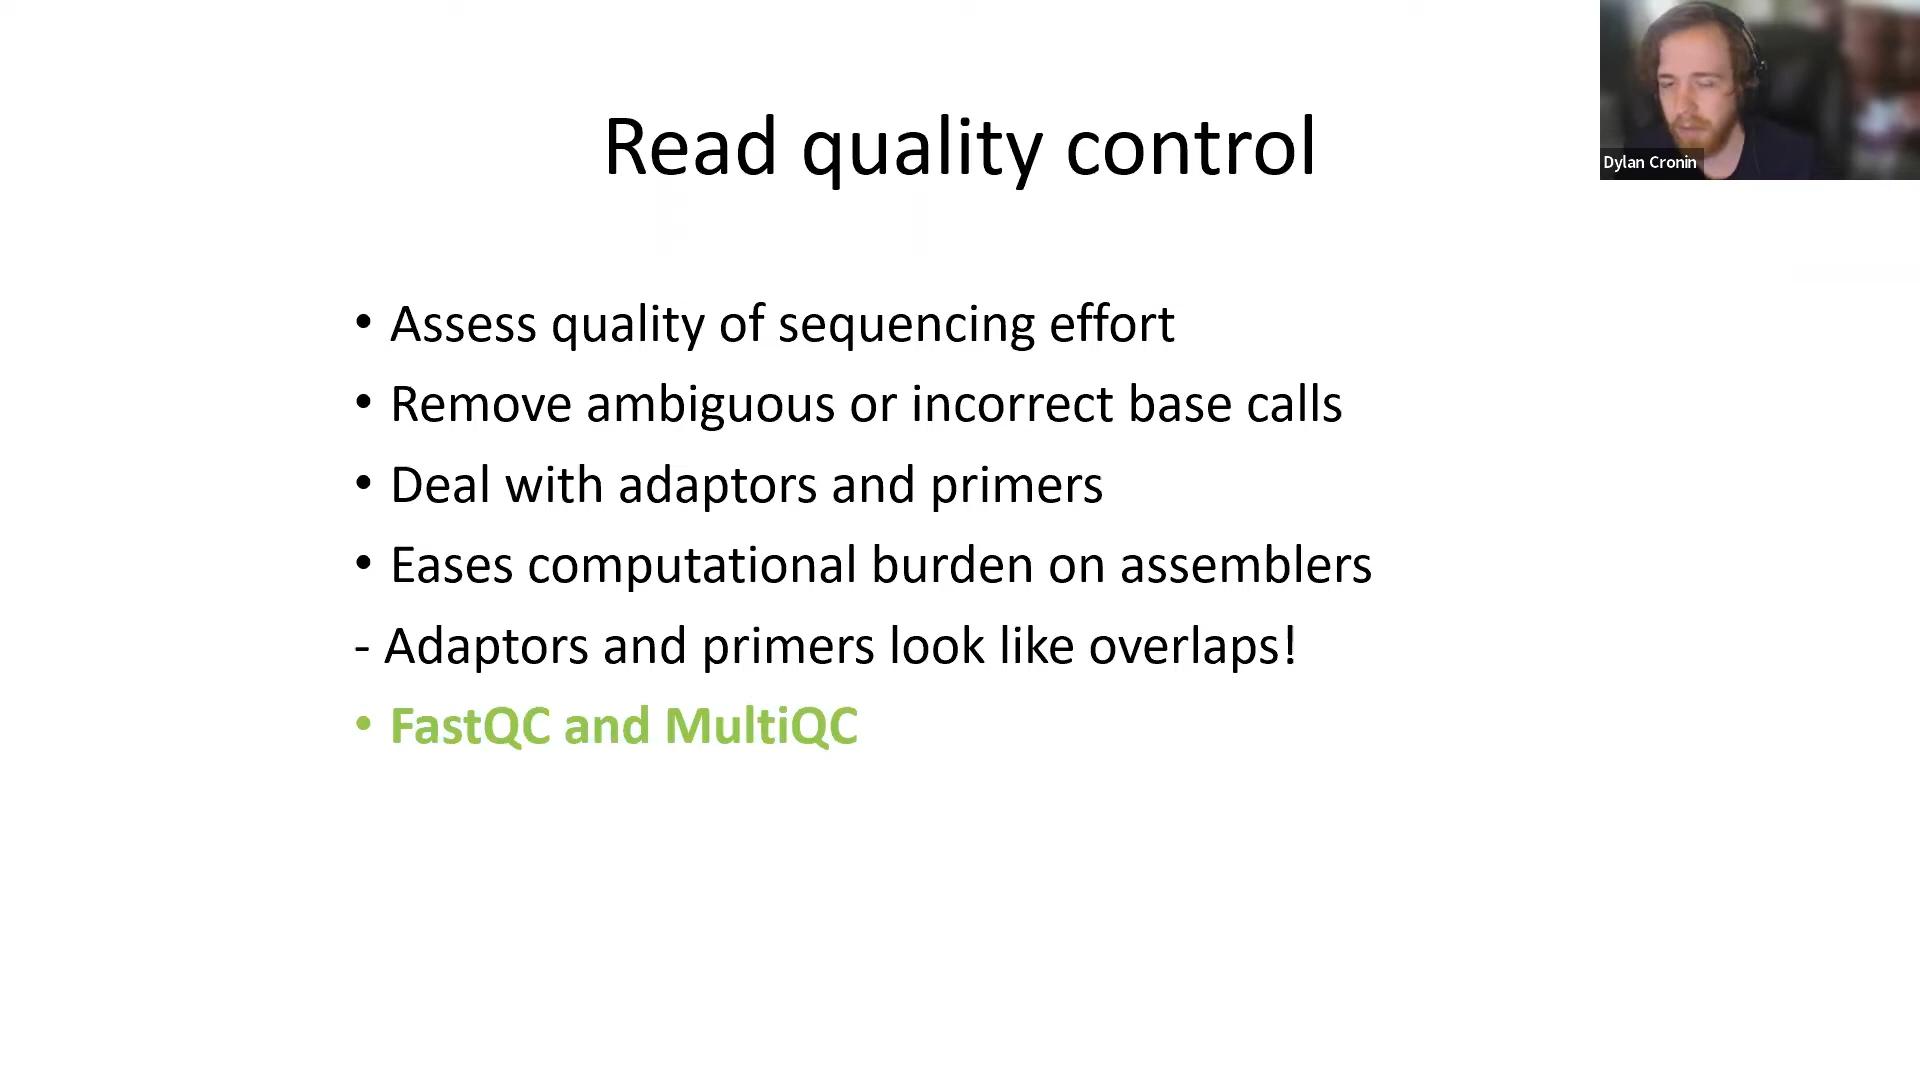 Read quality control
Dylan Cronin
• Assess quality of sequencing effort
• Remove ambiguous or incorrect base calls
• Deal with adaptors and primers
• Eases computational burden on assemblers
- Adaptors and primers look like overlaps!
• FastQC and MultiQC